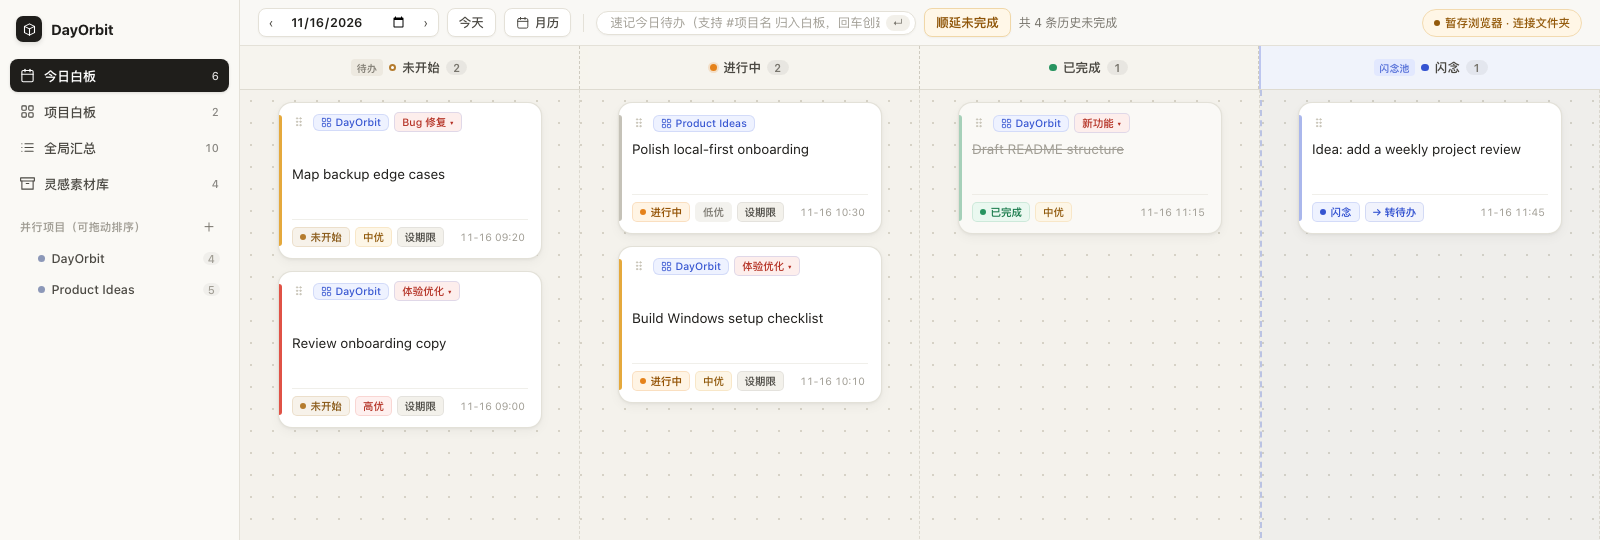 DayOrbit
今日白板 6
项目白板 2
全局汇总 10
灵感素材库 4
并行项目（可拖动排序） +
DayOrbit 4
Product Ideas 5
‹ 11/16/2026 ›
今天
月历
速记今日待办（支持 #项目名 归入白板，回车创建
顺延未完成
共 4 条历史未完成
暂存浏览器 · 连接文件夹
待办 未开始 2
DayOrbit Bug 修复
Map backup edge cases
未开始 中优 设期限 11-16 09:20
DayOrbit 体验优化
Review onboarding copy
未开始 高优 设期限 11-16 09:00
进行中 2
Product Ideas
Polish local-first onboarding
进行中 低优 设期限 11-16 10:30
DayOrbit 体验优化
Build Windows setup checklist
进行中 中优 设期限 11-16 10:10
已完成 1
DayOrbit 新功能
Draft README structure
已完成 中优 11-16 11:15
闪念池 闪念 1
Idea: add a weekly project review
闪念 → 转待办 11-16 11:45